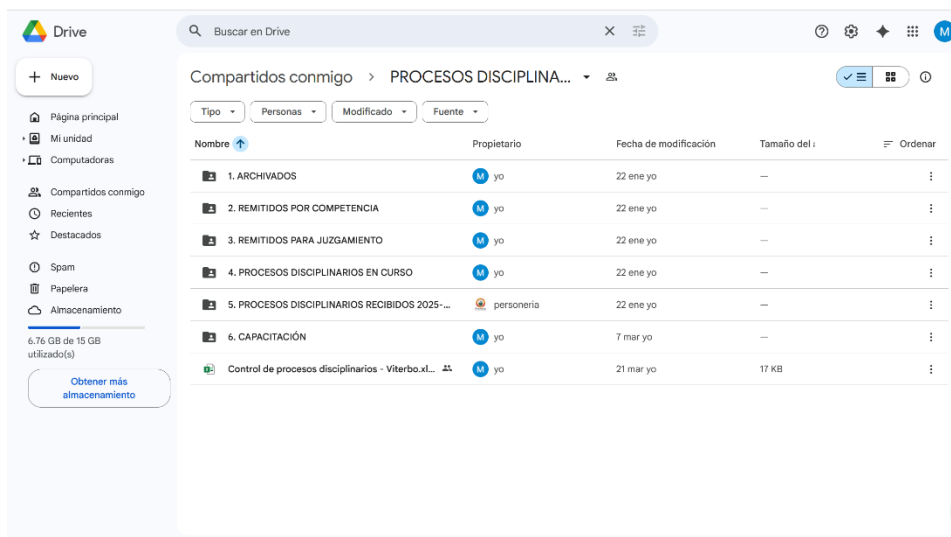 Drive
Buscar en Drive
M
Nuevo
Compartidos conmigo > PROCESOS DISCIPLINA...
Tipo Personas Modificado Fuente
Página principal
Mi unidad
Computadoras
Compartidos conmigo
Recientes
Destacados
Spam
Papelera
Almacenamiento
6.76 GB de 15 GB
utilizado(s)
Obtener más
almacenamiento
Nombre Propietario Fecha de modificación Tamaño del Ordenar
1. ARCHIVADOS M yo 22 ene yo —
2. REMITIDOS POR COMPETENCIA M yo 22 ene yo —
3. REMITIDOS PARA JUZGAMIENTO M yo 22 ene yo —
4. PROCESOS DISCIPLINARIOS EN CURSO M yo 22 ene yo —
5. PROCESOS DISCIPLINARIOS RECIBIDOS 2025-... personeria 22 ene yo —
6. CAPACITACIÓN M yo 7 mar yo —
Control de procesos disciplinarios - Viterbo.xl... M yo 21 mar yo 17 KB